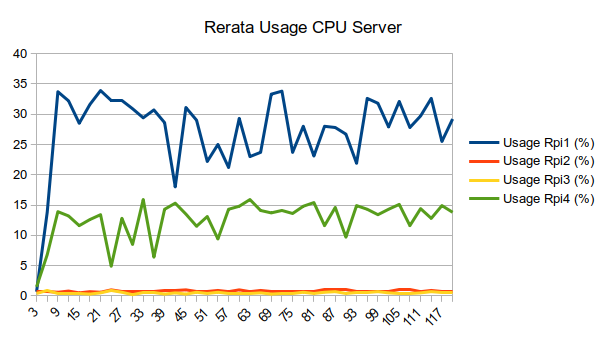 Rerata Usage CPU Server
40
35
30
25
20
15
10
5
0
3 9 15 21 27 33 39 45 51 57 63 69 75 81 87 93 99 105 111 117
Usage Rpi1 (%)
Usage Rpi2 (%)
Usage Rpi3 (%)
Usage Rpi4 (%)